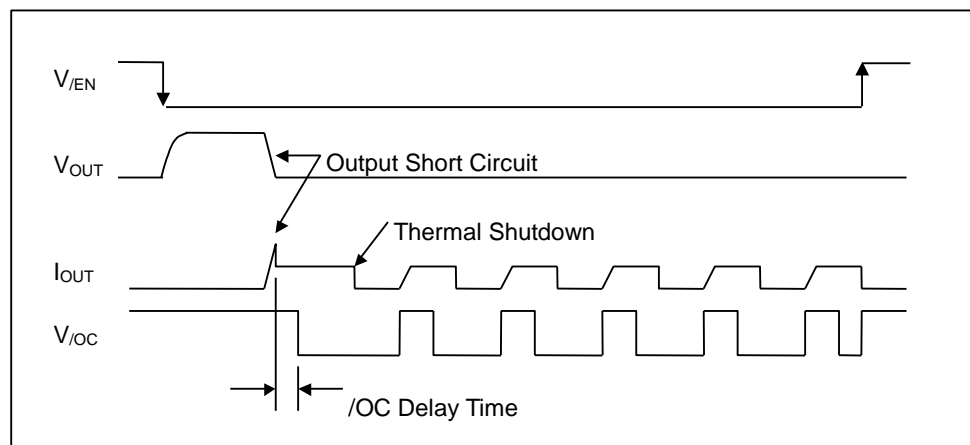 V/EN
VOUT
Output Short Circuit
Thermal Shutdown
IOUT
V/OC
/OC Delay Time